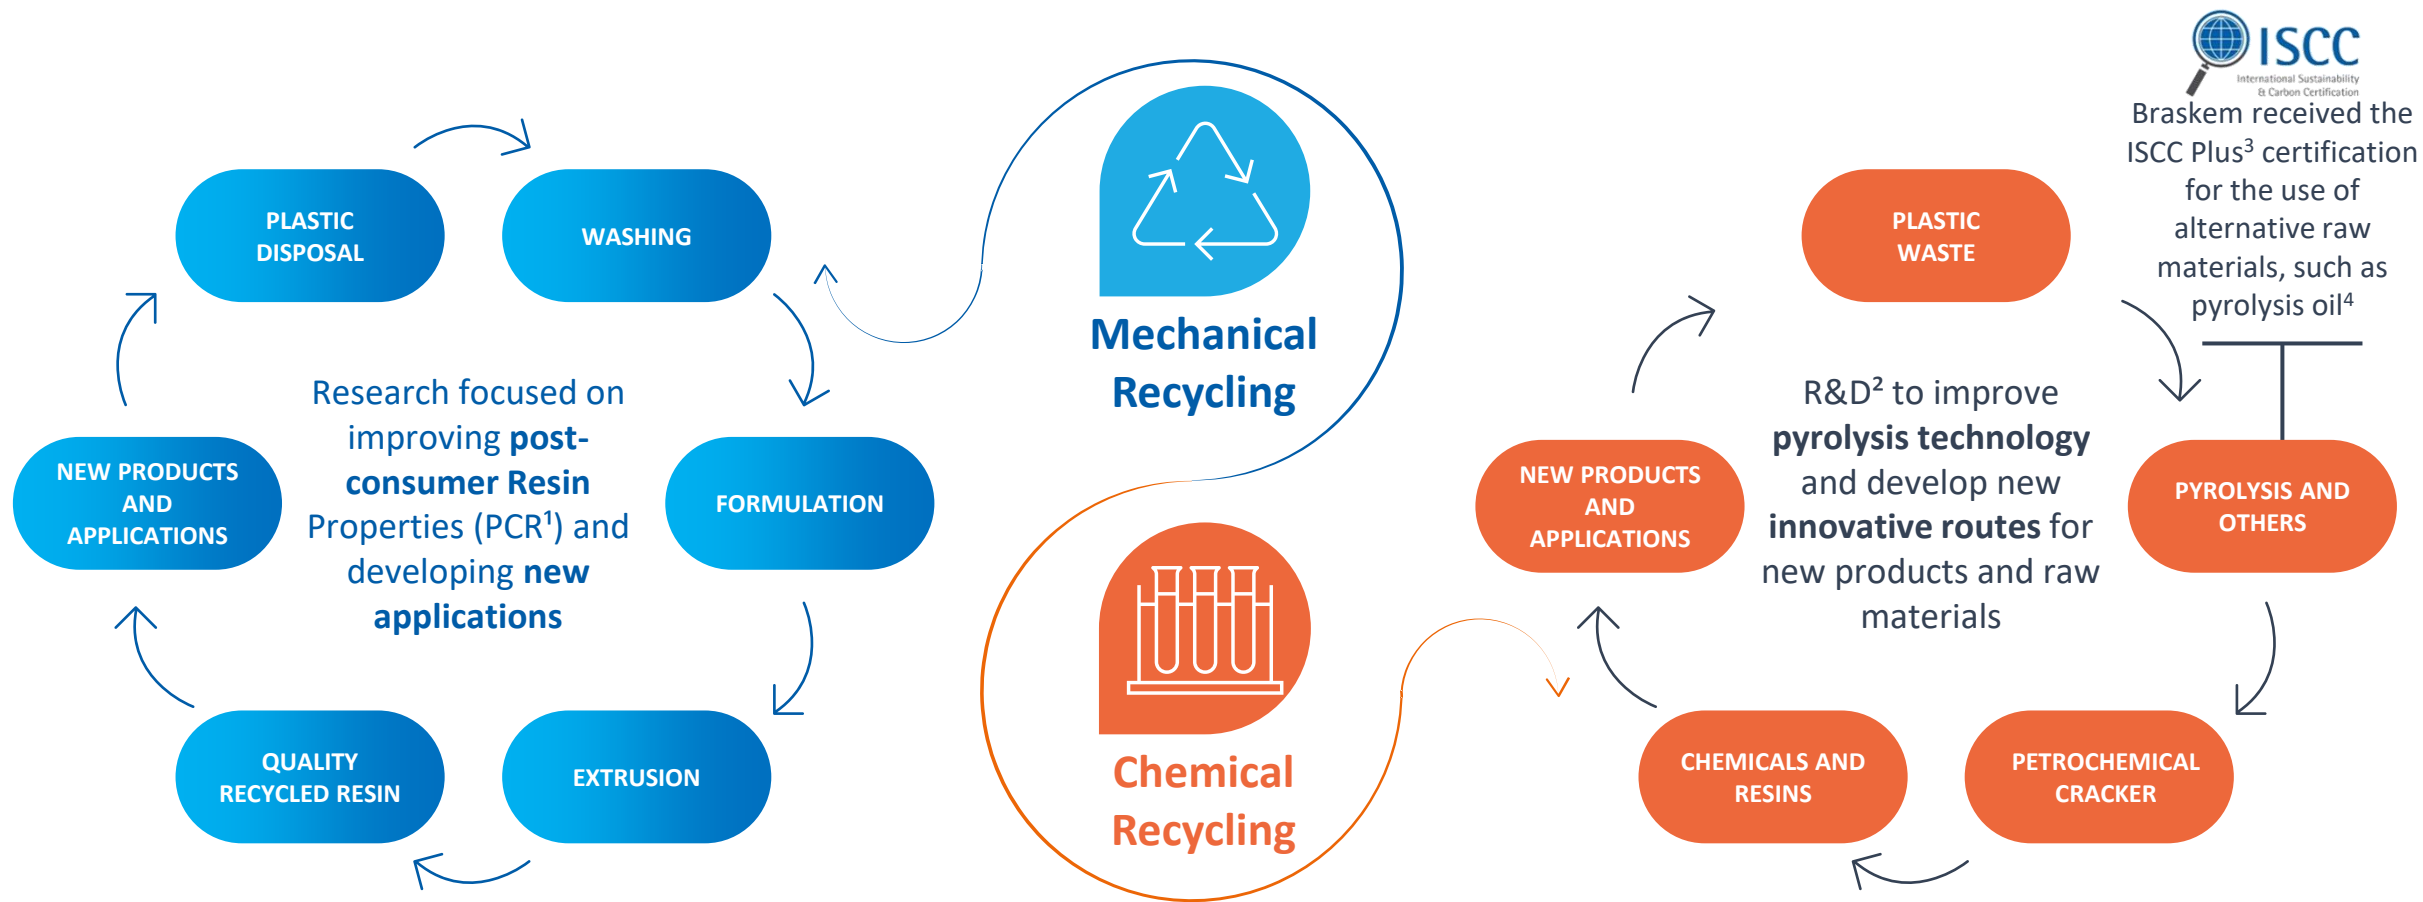 PLASTIC
DISPOSAL
WASHING
FORMULATION
EXTRUSION
QUALITY
RECYCLED RESIN
NEW PRODUCTS
AND
APPLICATIONS
Research focused on
improving post-
consumer Resin
Properties (PCR¹) and
developing new
applications
Mechanical
Recycling
Chemical
Recycling
ISCC
International Sustainability
& Carbon Certification
Braskem received the
ISCC Plus³ certification
for the use of
alternative raw
materials, such as
pyrolysis oil⁴
PLASTIC
WASTE
PYROLYSIS AND
OTHERS
PETROCHEMICAL
CRACKER
CHEMICALS AND
RESINS
NEW PRODUCTS
AND
APPLICATIONS
R&D² to improve
pyrolysis technology
and develop new
innovative routes for
new products and raw
materials